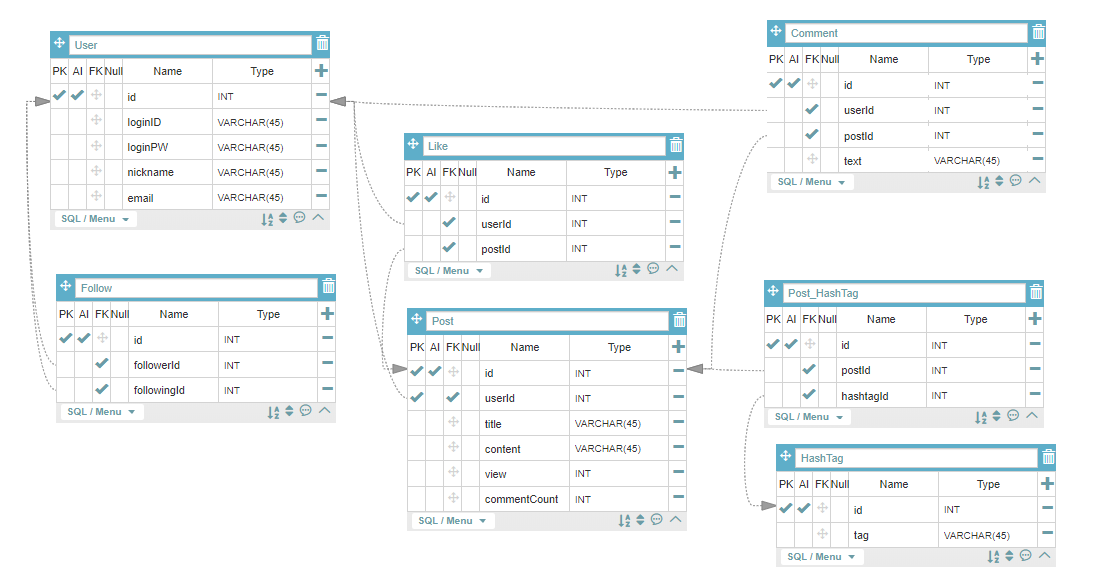 User
PK AI FK Null Name Type
id INT
loginID VARCHAR(45)
loginPW VARCHAR(45)
nickname VARCHAR(45)
email VARCHAR(45)
SQL / Menu
Comment
PK AI FK Null Name Type
id INT
userId INT
postId INT
text VARCHAR(45)
SQL / Menu
Like
PK AI FK Null Name Type
id INT
userId INT
postId INT
SQL / Menu
Follow
PK AI FK Null Name Type
id INT
followerId INT
followingId INT
SQL / Menu
Post
PK AI FK Null Name Type
id INT
userId INT
title VARCHAR(45)
content VARCHAR(45)
view INT
commentCount INT
SQL / Menu
Post_HashTag
PK AI FK Null Name Type
id INT
postId INT
hashtagId INT
SQL / Menu
HashTag
PK AI FK Null Name Type
id INT
tag VARCHAR(45)
SQL / Menu